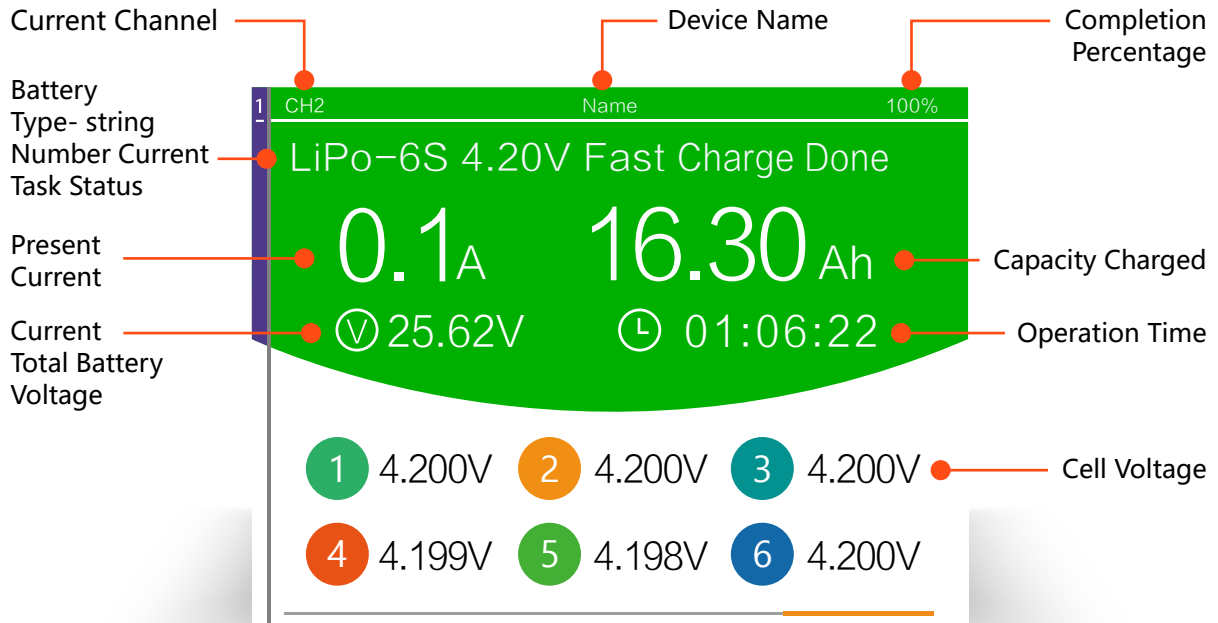 Current Channel
Device Name
Completion
Percentage
Battery
Type- string
Number Current
Task Status
Present
Current
Current
Total Battery
Voltage
1 CH2 Name 100%
LiPo-6S 4.20V Fast Charge Done
0.1A 16.30Ah
V 25.62V 01:06:22
Capacity Charged
Operation Time
1 4.200V 2 4.200V 3 4.200V
Cell Voltage
4 4.199V 5 4.198V 6 4.200V